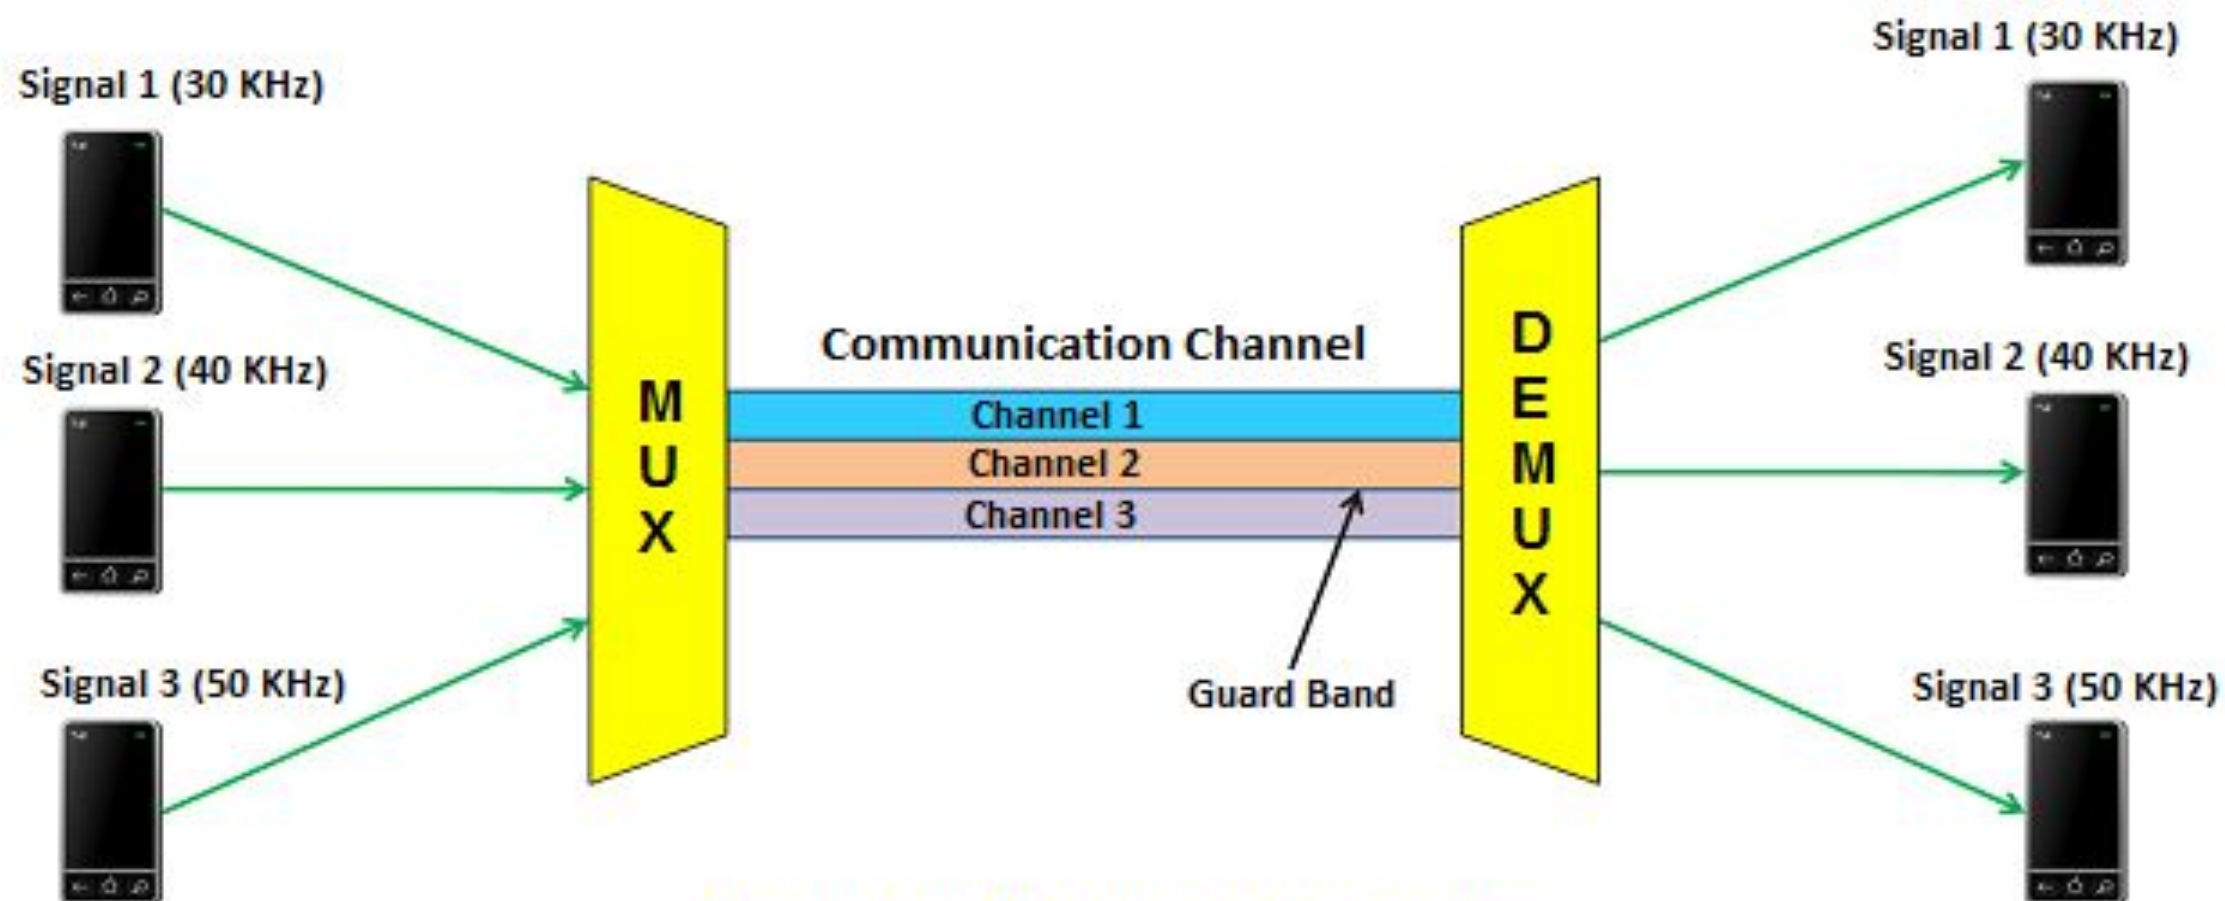 Signal 1 (30 KHz)
Signal 1 (30 KHz)
Signal 2 (40 KHz)
Signal 2 (40 KHz)
Signal 3 (50 KHz)
Signal 3 (50 KHz)
M
U
X
Communication Channel
Channel 1
Channel 2
Channel 3
Guard Band
D
E
M
U
X